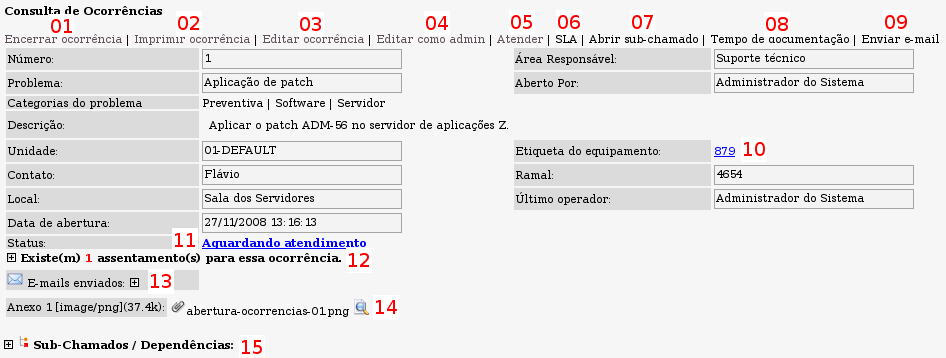 Consulta de Ocorrências
01 02 03 04 05 06 07 08 09
Encerrar ocorrência | Imprimir ocorrência | Editar ocorrência | Editar como admin | Atender | SLA | Abrir sub-chamado | Tempo de documentação | Enviar e-mail
Número: 1 Área Responsável: Suporte técnico
Problema: Aplicação de patch Aberto Por: Administrador do Sistema
Categorias do problema Preventiva | Software | Servidor
Descrição: Aplicar o patch ADM-56 no servidor de aplicações Z.
Unidade: 01-DEFAULT Etiqueta do equipamento: 879 10
Contato: Flávio Ramal: 4654
Local: Sala dos Servidores Último operador: Administrador do Sistema
Data de abertura: 27/11/2008 13:16:13
Status: 11 Aguardando atendimento
Existe(m) 1 assentamento(s) para essa ocorrência. 12
E-mails enviados: 13
Anexo 1 [image/png](37.4k): abertura-ocorrencias-01.png 14
Sub-Chamados / Dependências: 15